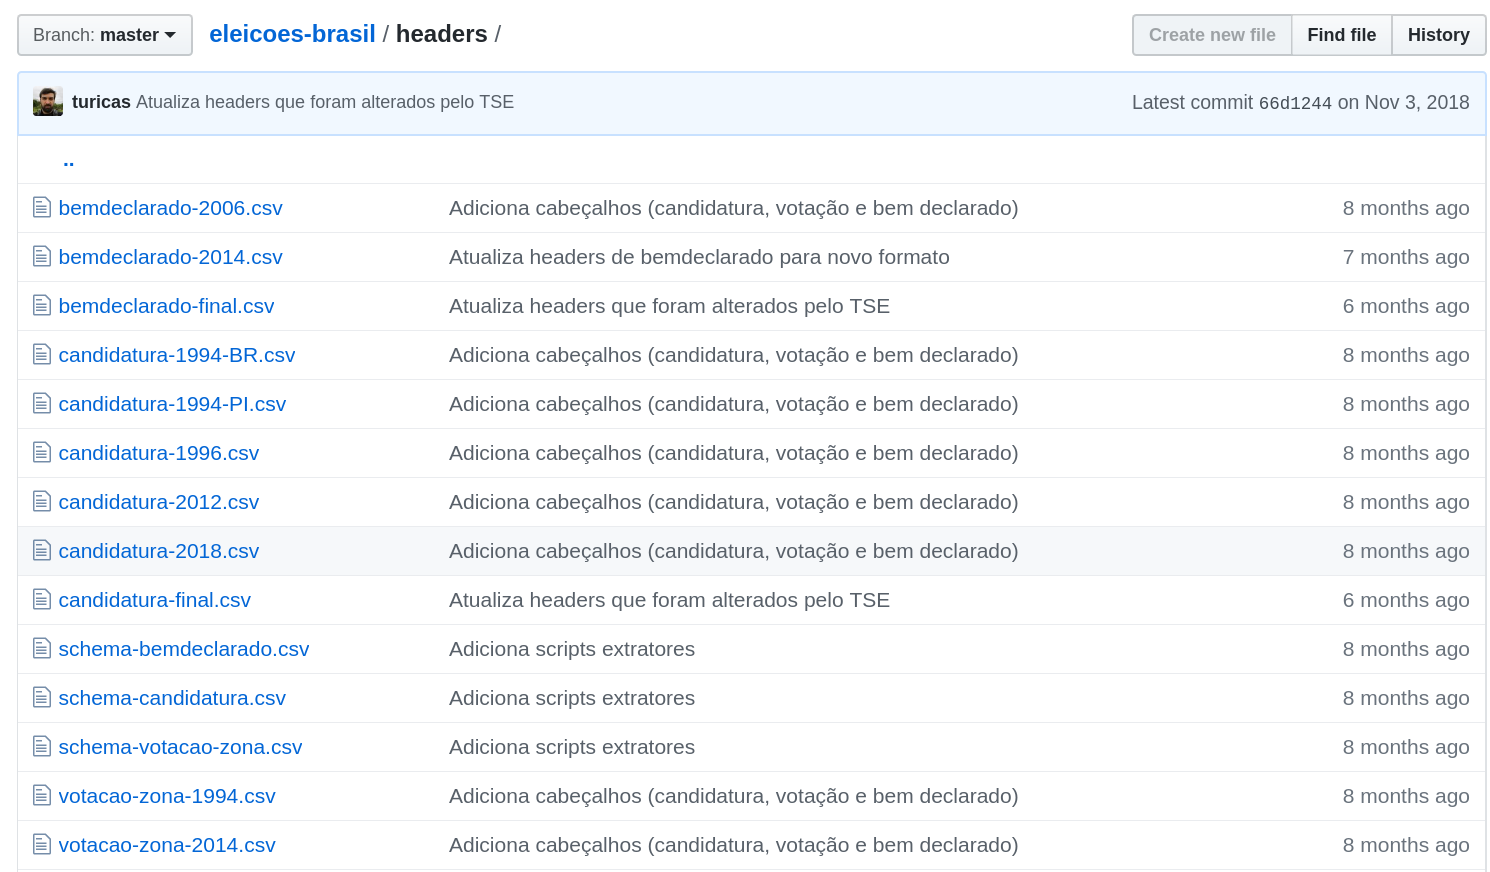 Branch: master eleicoes-brasil / headers / Create new file Find file History
turicas Atualiza headers que foram alterados pelo TSE Latest commit 66d1244 on Nov 3, 2018
..
bemdeclarado-2006.csv Adiciona cabeçalhos (candidatura, votação e bem declarado) 8 months ago
bemdeclarado-2014.csv Atualiza headers de bemdeclarado para novo formato 7 months ago
bemdeclarado-final.csv Atualiza headers que foram alterados pelo TSE 6 months ago
candidatura-1994-BR.csv Adiciona cabeçalhos (candidatura, votação e bem declarado) 8 months ago
candidatura-1994-PI.csv Adiciona cabeçalhos (candidatura, votação e bem declarado) 8 months ago
candidatura-1996.csv Adiciona cabeçalhos (candidatura, votação e bem declarado) 8 months ago
candidatura-2012.csv Adiciona cabeçalhos (candidatura, votação e bem declarado) 8 months ago
candidatura-2018.csv Adiciona cabeçalhos (candidatura, votação e bem declarado) 8 months ago
candidatura-final.csv Atualiza headers que foram alterados pelo TSE 6 months ago
schema-bemdeclarado.csv Adiciona scripts extratores 8 months ago
schema-candidatura.csv Adiciona scripts extratores 8 months ago
schema-votacao-zona.csv Adiciona scripts extratores 8 months ago
votacao-zona-1994.csv Adiciona cabeçalhos (candidatura, votação e bem declarado) 8 months ago
votacao-zona-2014.csv Adiciona cabeçalhos (candidatura, votação e bem declarado) 8 months ago